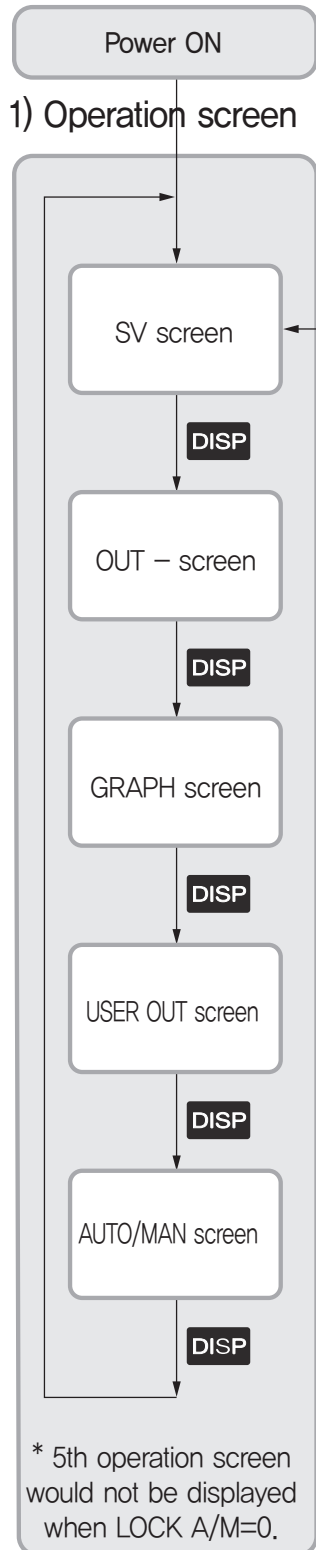 Power ON
1) Operation screen
SV screen
DISP
OUT – screen
DISP
GRAPH screen
DISP
USER OUT screen
DISP
AUTO/MAN screen
DISP
* 5th operation screen
would not be displayed
when LOCK A/M=0.